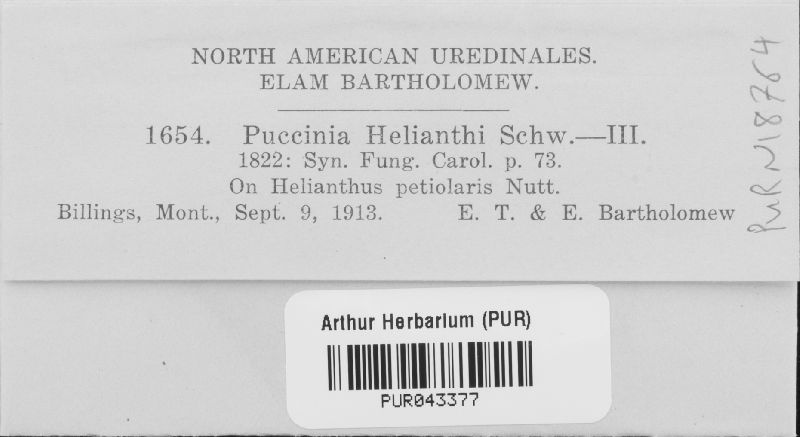 NORTH AMERICAN UREDINALES.
ELAM BARTHOLOMEW.
1654. Puccinia Helianthi Schw.—III.
1822: Syn. Fung. Carol. p. 73.
On Helianthus petiolaris Nutt.
Billings, Mont., Sept. 9, 1913. E. T. & E. Bartholomew
PUR N18764
Arthur Herbarium (PUR)
PUR043377